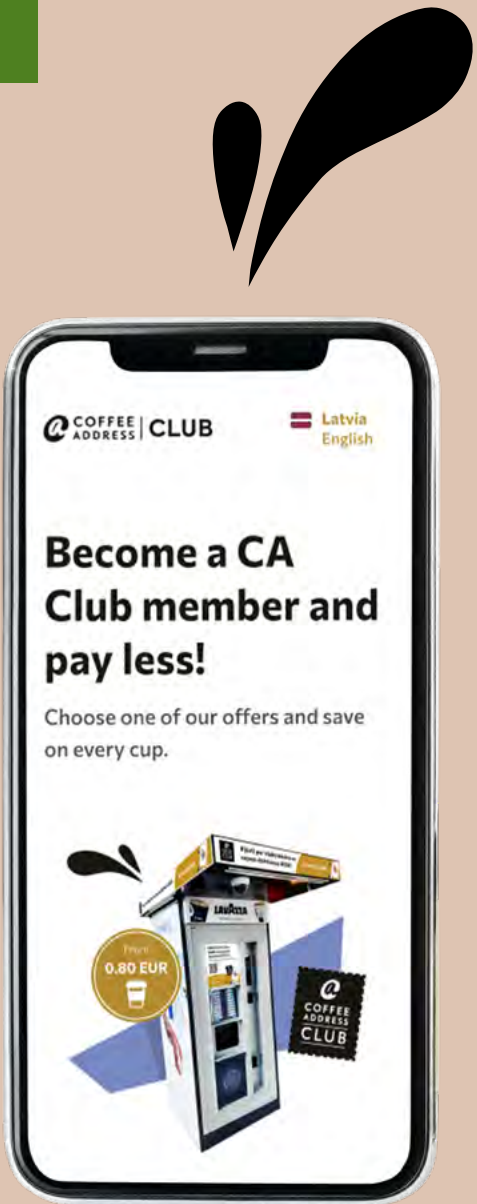 COFFEE
ADDRESS
CLUB
Latvia
English
Become a CA
Club member and
pay less!
Choose one of our offers and save
on every cup.
LAVAZZA
Price
0.80 EUR
COFFEE
ADDRESS
CLUB